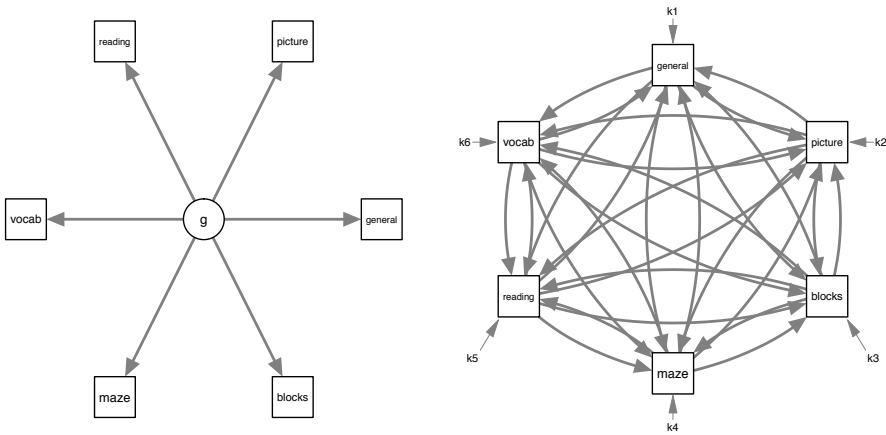 reading
picture
vocab
g
general
maze
blocks
k1
general
k6
vocab
picture
k2
reading
blocks
k5
k3
maze
k4